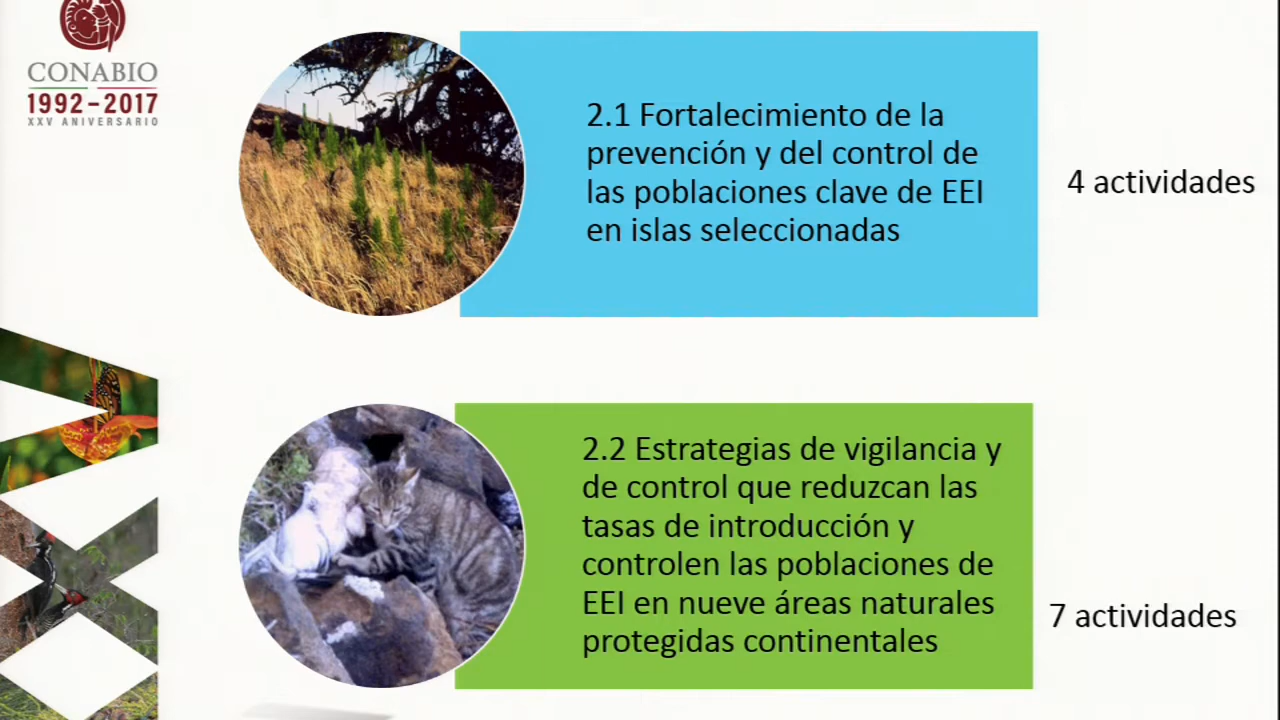 CONABIO
1992-2017
XXV ANIVERSARIO
2.1 Fortalecimiento de la
prevención y del control de
las poblaciones clave de EEI
en islas seleccionadas
4 actividades
2.2 Estrategias de vigilancia y
de control que reduzcan las
tasas de introducción y
controlen las poblaciones de
EEI en nueve áreas naturales
protegidas continentales
7 actividades